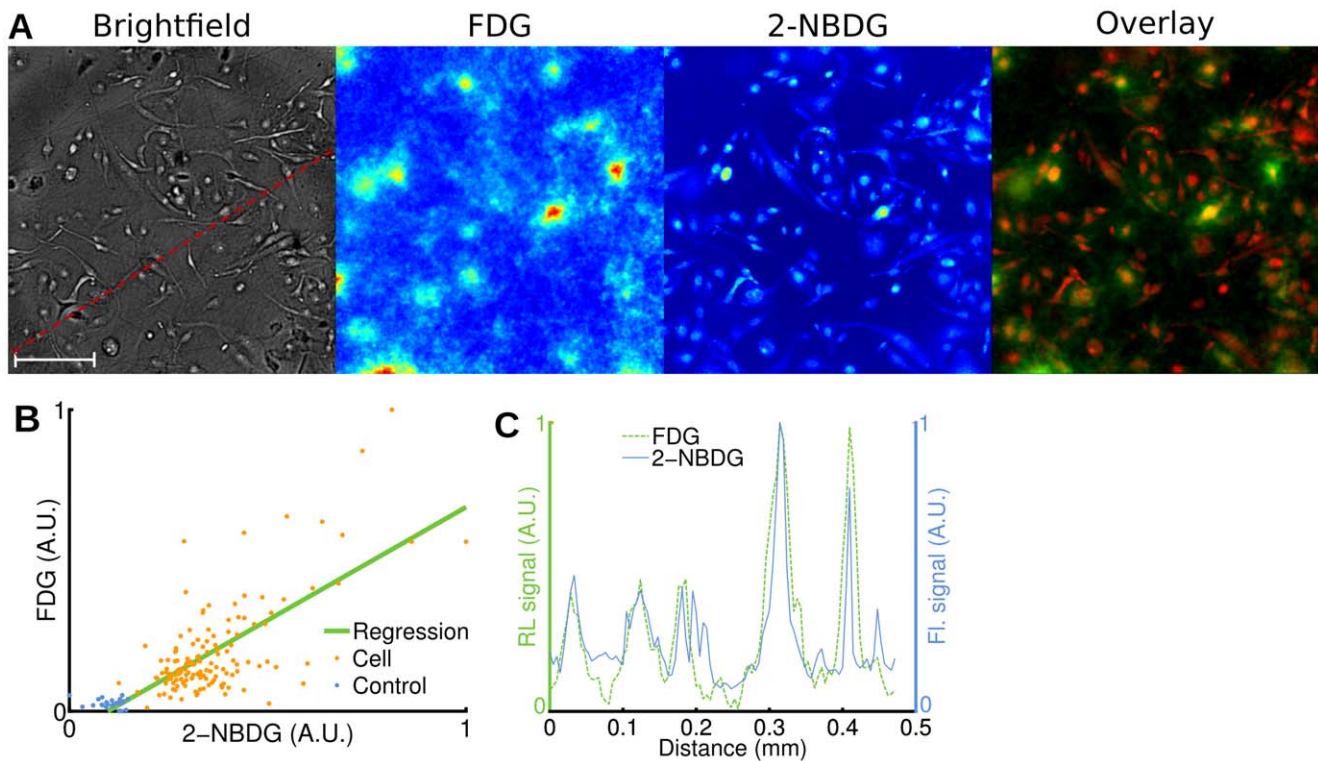 A
Brightfield
FDG
2-NBDG
Overlay
B
1
FDG (A.U.)
Regression
Cell
Control
0
2−NBDG (A.U.)
1
C
1
FDG
2−NBDG
1
RL signal (A.U.)
Fl. signal (A.U.)
0
0
0
0.1
0.2
0.3
0.4
0.5
Distance (mm)